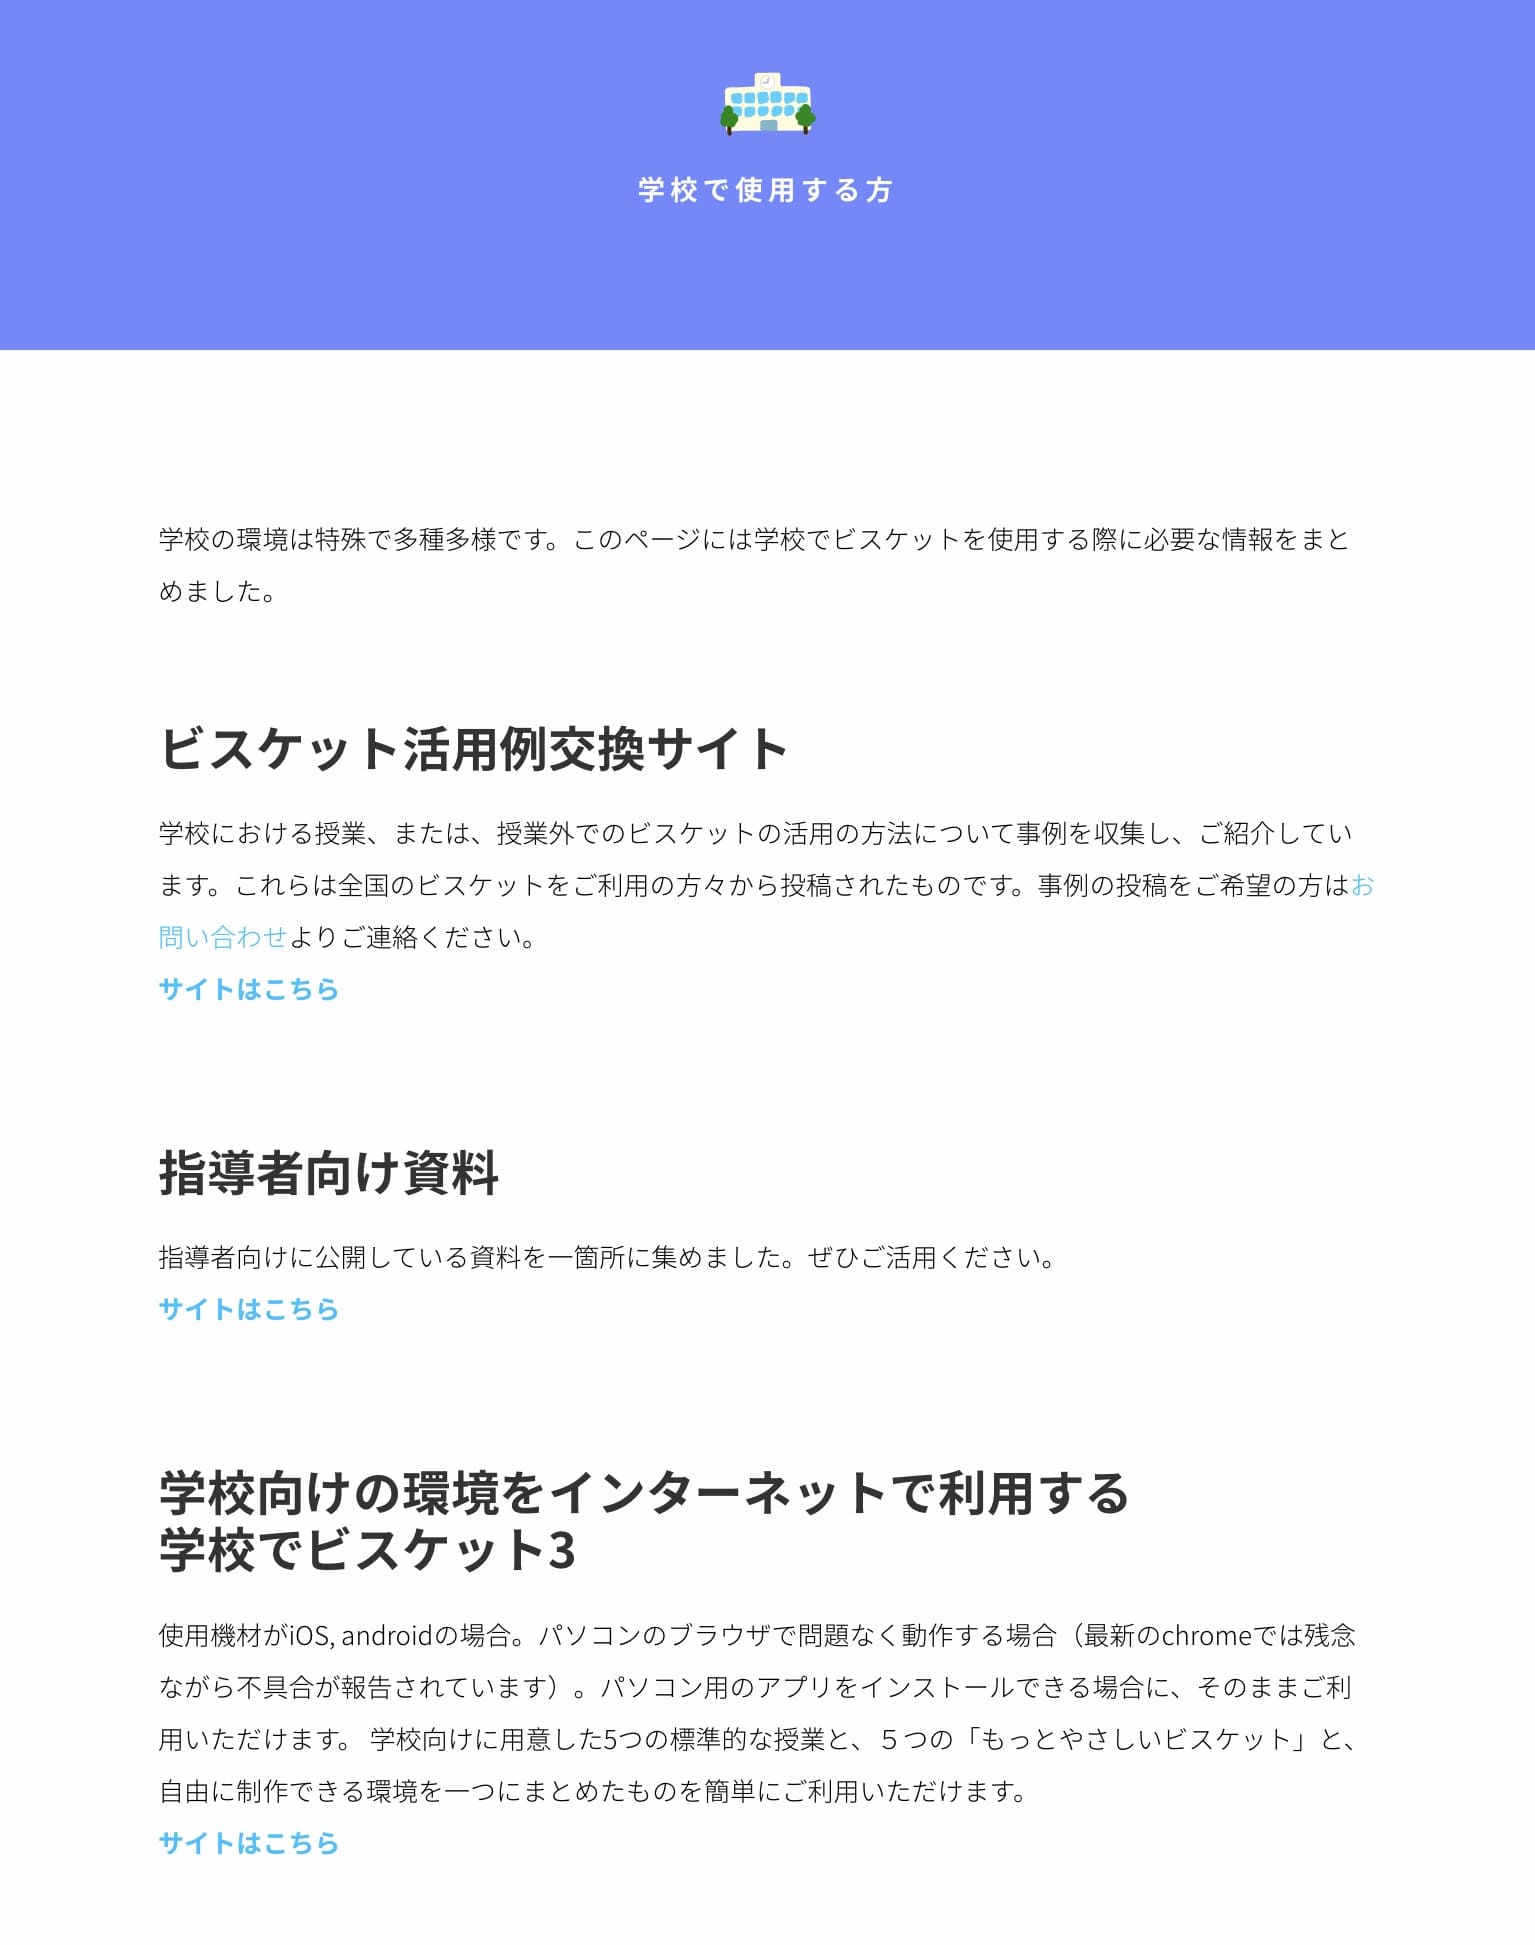 学校で使用する方
学校の環境は特殊で多種多様です。このページには学校でビスケットを使用する際に必要な情報をまと
めました。
ビスケット活用例交換サイト
学校における授業、または、授業外でのビスケットの活用の方法について事例を収集し、ご紹介してい
ます。これらは全国のビスケットをご利用の方々から投稿されたものです。事例の投稿をご希望の方はお
問い合わせよりご連絡ください。
サイトはこちら
指導者向け資料
指導者向けに公開している資料を一箇所に集めました。ぜひご活用ください。
サイトはこちら
学校向けの環境をインターネットで利用する
学校でビスケット3
使用機材がiOS, androidの場合。パソコンのブラウザで問題なく動作する場合（最新のchromeでは残念
ながら不具合が報告されています）。パソコン用のアプリをインストールできる場合に、そのままご利
用いただけます。 学校向けに用意した5つの標準的な授業と、５つの「もっとやさしいビスケット」と、
自由に制作できる環境を一つにまとめたものを簡単にご利用いただけます。
サイトはこちら